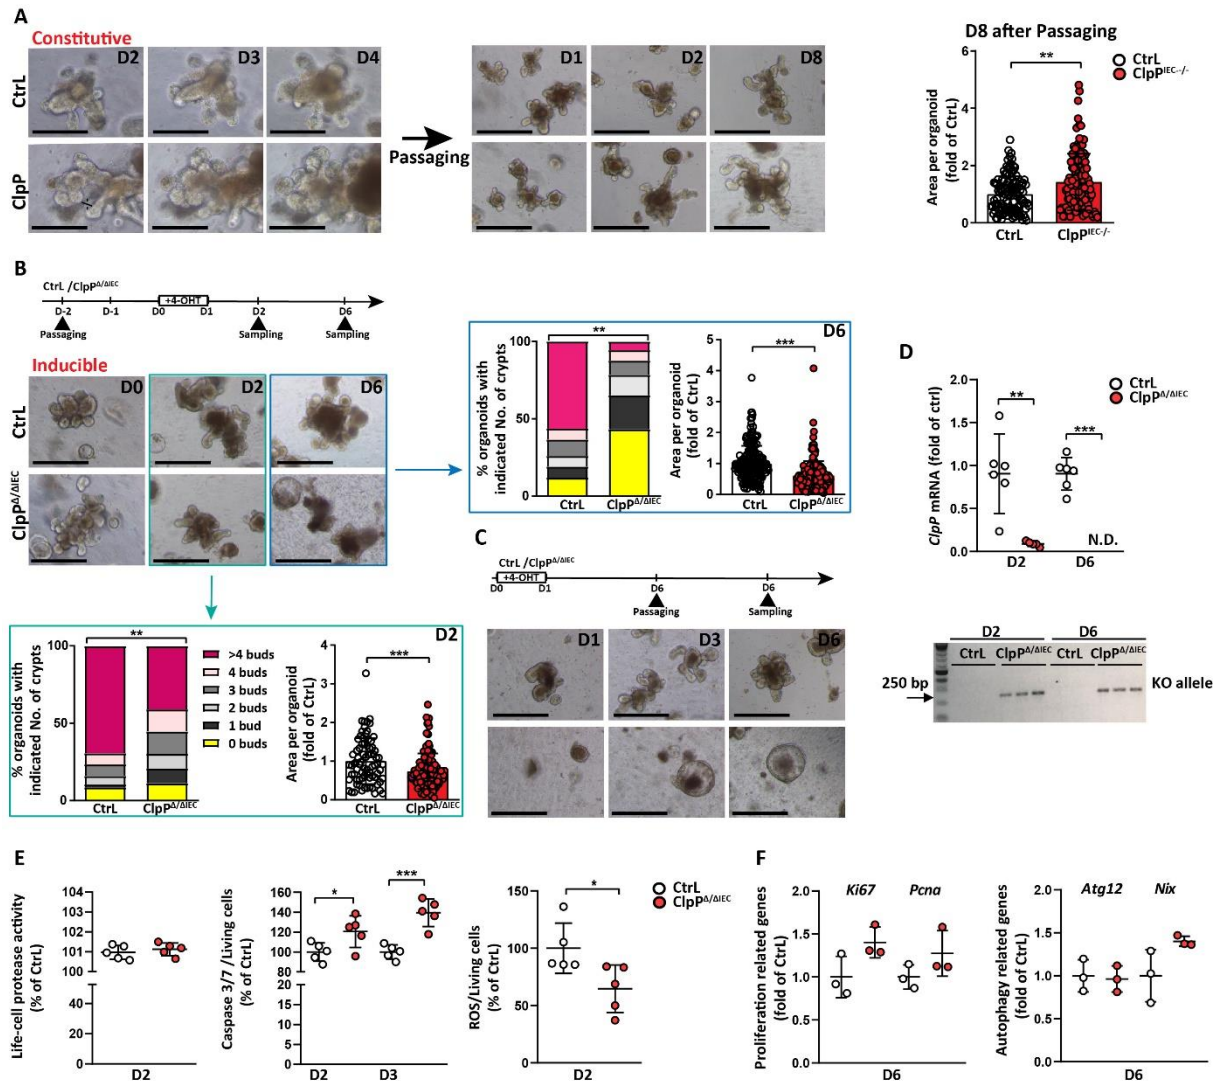 A
Constitutive
D2
D3
D4
CtrL
ClpP
Passaging
D1
D2
D8
D8 after Passaging
CtrL
ClpP^IEC--/-
**
Area per organoid
(fold of CtrL)
6
4
2
0
CtrL
ClpP^IEC-/-
B
CtrL /ClpP^Δ/ΔIEC
+4-OHT
D-2
D-1
D0
D1
D2
D6
Passaging
Sampling
Sampling
Inducible
D0
D2
D6
CtrL
ClpP^Δ/ΔIEC
D6
% organoids with
indicated No. of crypts
100
50
0
**
CtrL
ClpP^Δ/ΔIEC
Area per organoid
(fold of CtrL)
5
4
3
2
1
0
***
CtrL
ClpP^Δ/ΔIEC
D2
% organoids with
indicated No. of crypts
100
50
0
**
CtrL
ClpP^Δ/ΔIEC
>4 buds
4 buds
3 buds
2 buds
1 bud
0 buds
Area per organoid
(fold of CtrL)
4
3
2
1
0
***
CtrL
ClpP^Δ/ΔIEC
C
CtrL /ClpP^Δ/ΔIEC
+4-OHT
D0
D1
D6
D6
Passaging
Sampling
D1
D3
D6
D
CtrL
ClpP^Δ/ΔIEC
ClpP mRNA (fold of ctrl)
2.0
1.5
1.0
0.5
0.0
**
***
N.D.
D2
D6
D2
D6
CtrL
ClpP^Δ/ΔIEC
CtrL
ClpP^Δ/ΔIEC
250 bp
KO allele
E
Life-cell protease activity
(% of CtrL)
104
103
102
101
101
80
60
40
20
0
D2
Caspase 3/7 /Living cells
(% of CtrL)
160
140
120
100
80
20
15
10
5
0
*
***
D2
D3
ROS/Living cells
(% of CtrL)
150
100
50
0
*
D2
CtrL
ClpP^Δ/ΔIEC
F
Proliferation related genes
(fold of CtrL)
2.0
1.5
1.0
0.5
0.0
Ki67
Pcna
D6
Autophagy related genes
(fold of CtrL)
2.0
1.5
1.0
0.5
0.0
Atg12
Nix
D6